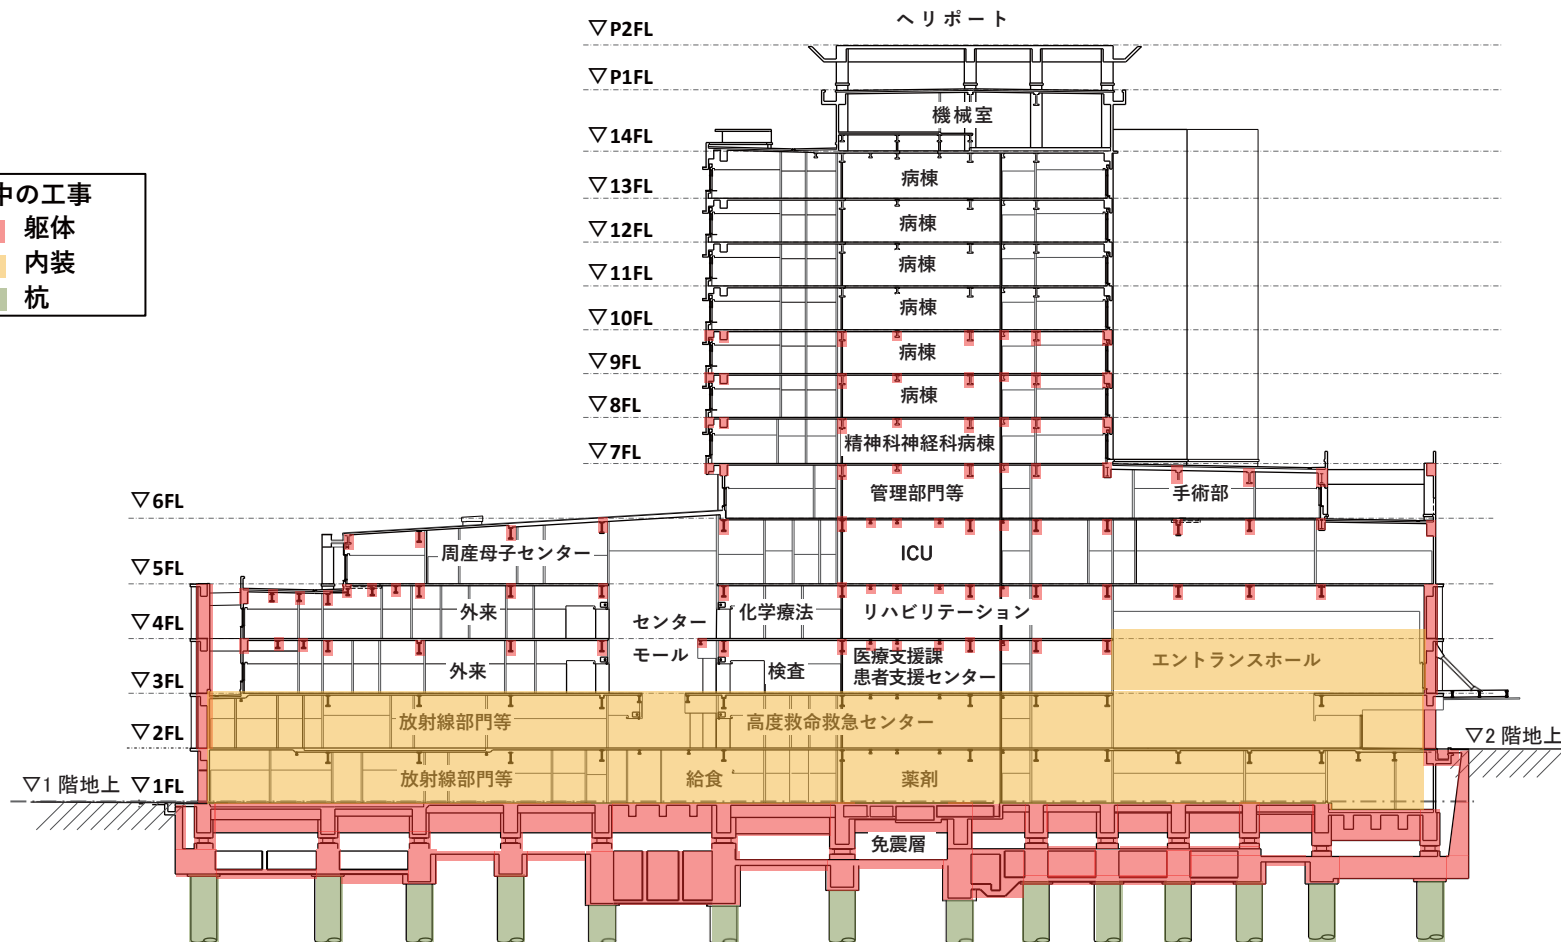 ヘリポート
▽P2FL
▽P1FL
機械室
▽14FL
▽13FL
病棟
▽12FL
病棟
▽11FL
病棟
▽10FL
病棟
▽9FL
病棟
▽8FL
病棟
▽7FL
精神科神経科病棟
中の工事
躯体
内装
杭
管理部門等
手術部
▽6FL
周産母子センター
ICU
▽5FL
外来
センター
モール
化学療法
リハビリテーション
▽4FL
外来
検査
医療支援課
患者支援センター
エントランスホール
▽3FL
放射線部門等
高度救命救急センター
▽2FL
▽2階地上
▽1階地上
▽1FL
放射線部門等
給食
薬剤
免震層